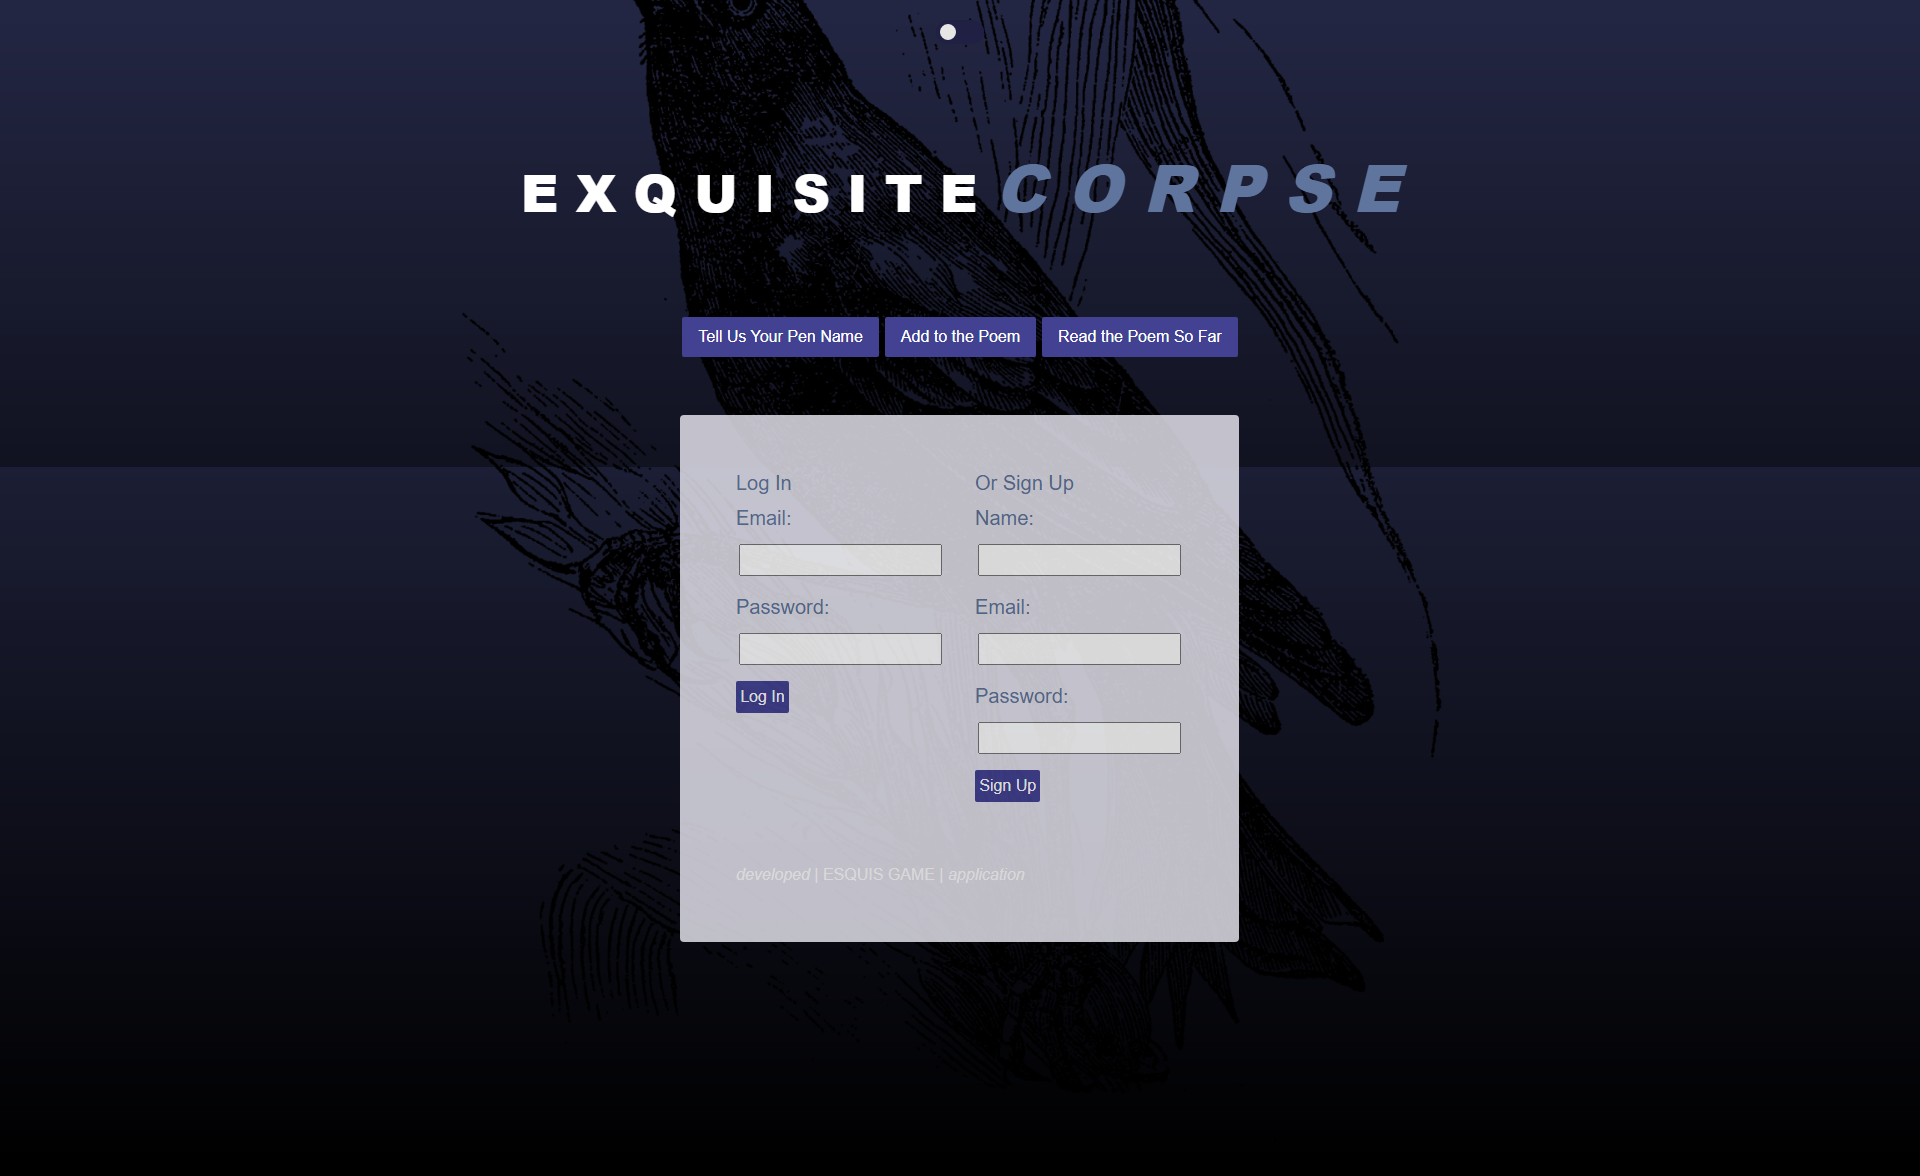 EXQUISITE CORPSE
Tell Us Your Pen Name
Add to the Poem
Read the Poem So Far
Log In
Email:
Password:
Log In
Or Sign Up
Name:
Email:
Password:
Sign Up
developed | ESQUIS GAME | application